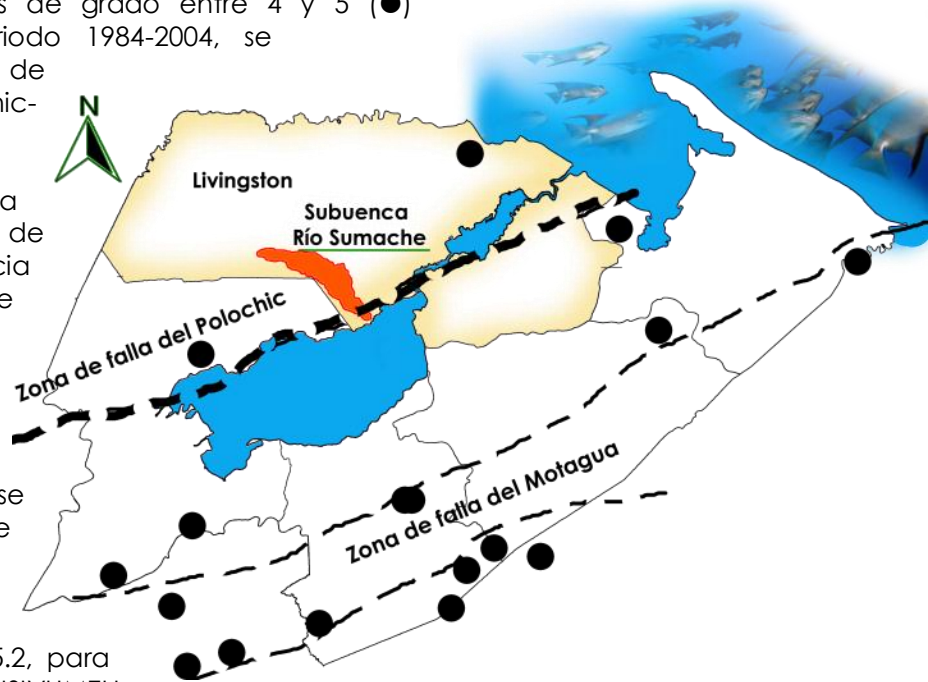 s de grado entre 4 y 5 (●)
riodo 1984-2004, se
de
nic-
N
a
de
cia
e
Livingston
Subuenca
Río Sumache
Zona de falla del Polochic
se
e
Zona de falla del Motagua
5.2, para